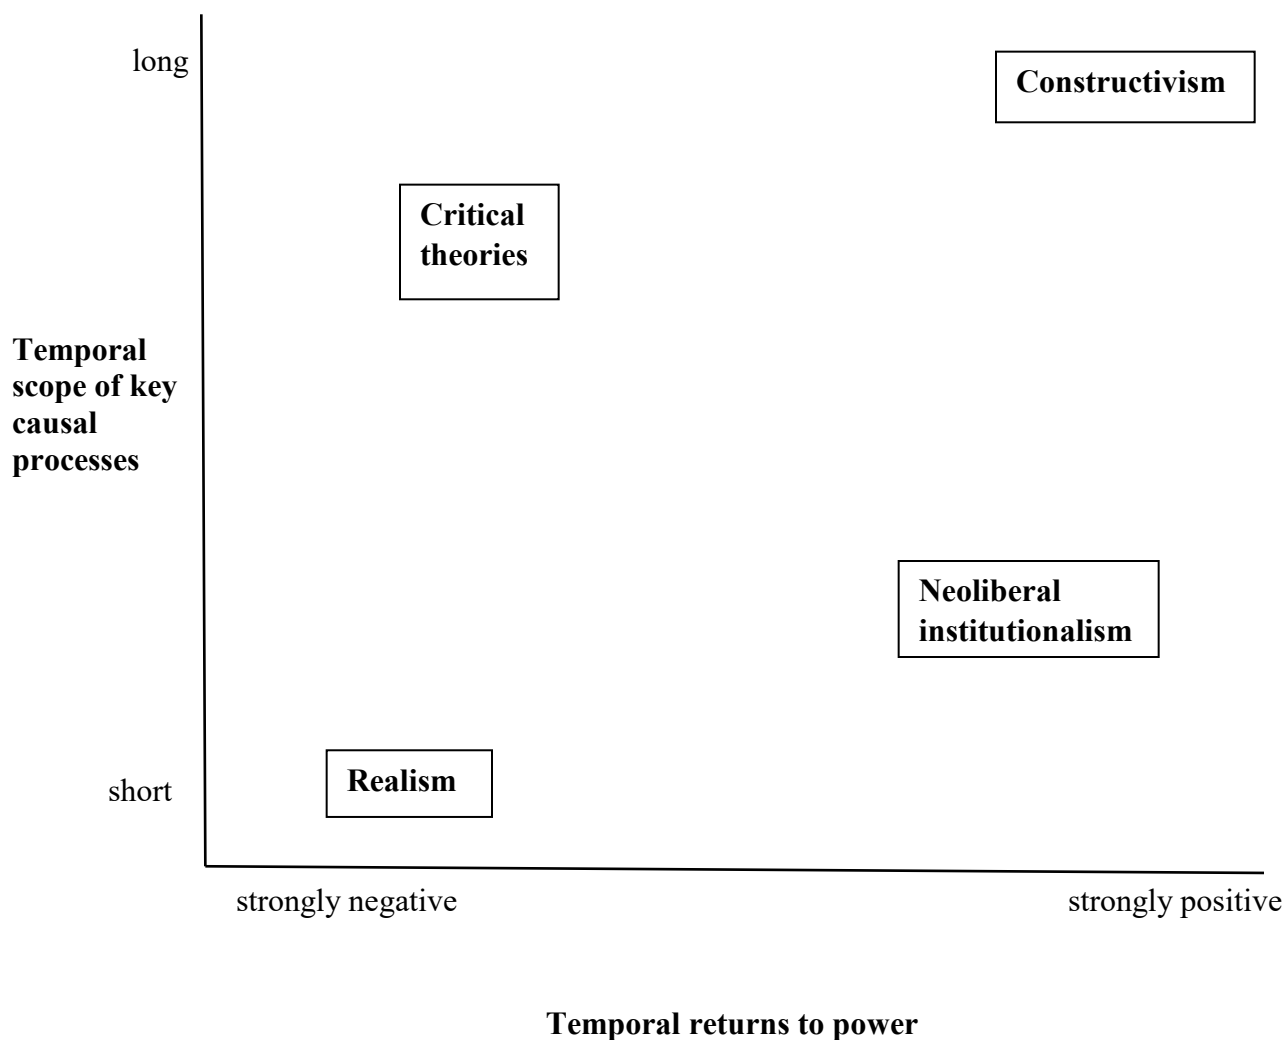 long
Constructivism
Critical
theories
Temporal
scope of key
causal
processes
Neoliberal
institutionalism
Realism
short
strongly negative
strongly positive
Temporal returns to power